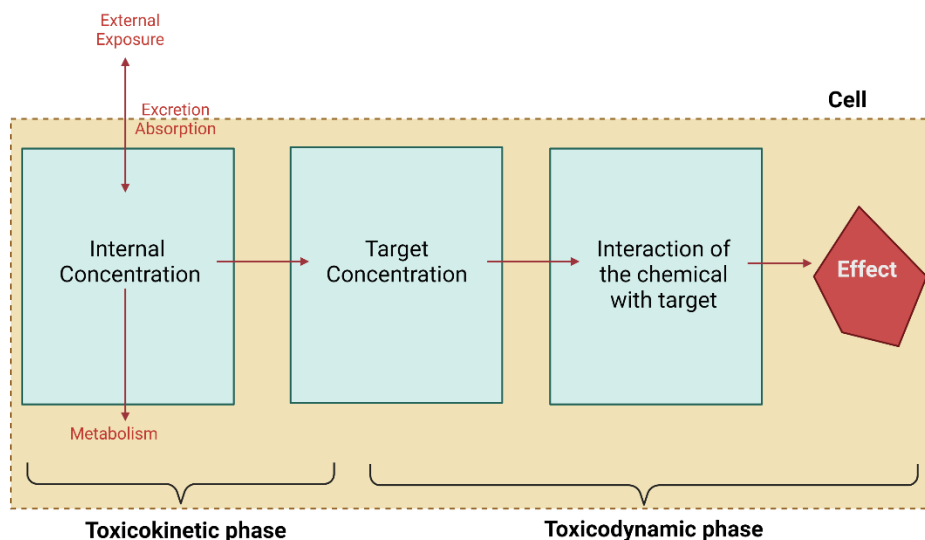 External
Exposure
Excretion
Absorption
Cell
Internal
Concentration
Target
Concentration
Interaction of
the chemical
with target
Effect
Metabolism
Toxicokinetic phase
Toxicodynamic phase